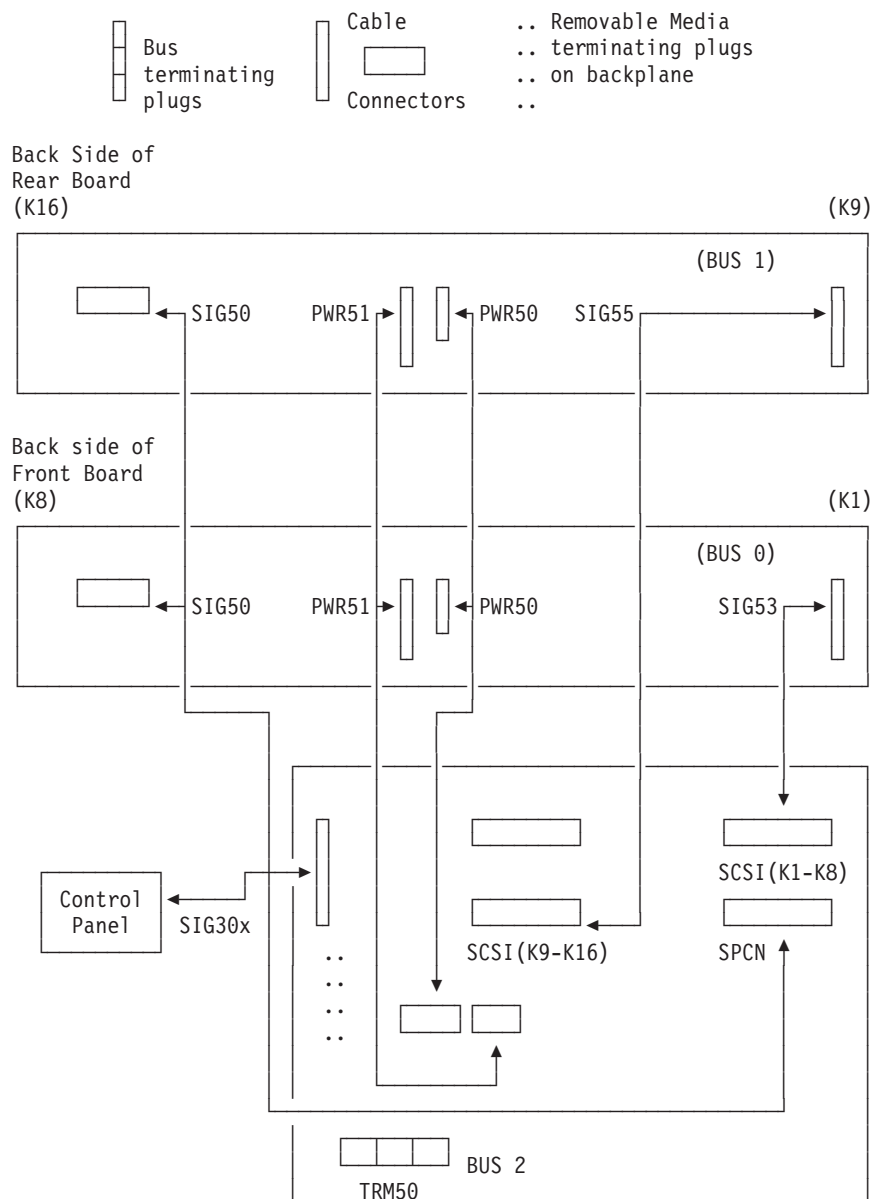 Bus
terminating
plugs
Cable
Connectors
.. Removable Media
.. terminating plugs
.. on backplane
..
Back Side of
Rear Board
(K16)
(K9)
(BUS 1)
SIG50
PWR51
PWR50
SIG55
Back side of
Front Board
(K8)
(K1)
(BUS 0)
SIG50
PWR51
PWR50
SIG53
SCSI(K1-K8)
Control
Panel
SIG30x
SCSI(K9-K16)
SPCN
..
..
..
..
BUS 2
TRM50